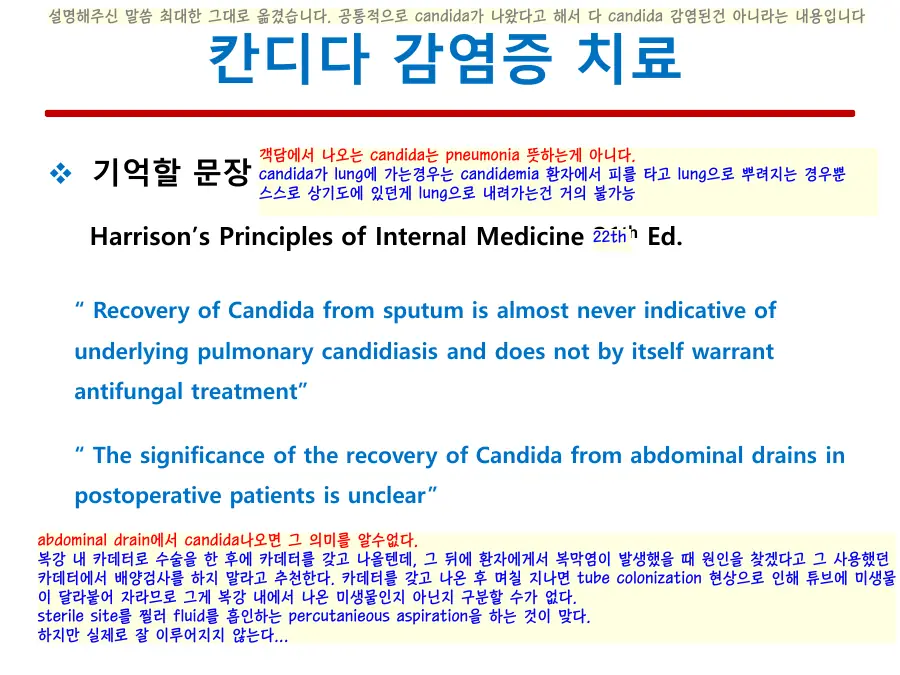 설명해주신 말씀 최대한 그대로 옮겼습니다. 공통적으로 candida가 나왔다고 해서 다 candida 감염된건 아니라는 내용입니다
칸디다 감염증 치료
❖ 기억할 문장
객담에서 나오는 candida는 pneumonia 뜻하는게 아니다.
candida가 lung에 가는경우는 candidemia 환자에서 피를 타고 lung으로 뿌려지는 경우뿐
스스로 상기도에 있던게 lung으로 내려가는건 거의 불가능
Harrison’s Principles of Internal Medicine 22th Ed.
“ Recovery of Candida from sputum is almost never indicative of
underlying pulmonary candidiasis and does not by itself warrant
antifungal treatment”
“ The significance of the recovery of Candida from abdominal drains in
postoperative patients is unclear”
abdominal drain에서 candida나오면 그 의미를 알수없다.
복강 내 카데터로 수술을 한 후에 카데터를 갖고 나올텐데, 그 뒤에 환자에게서 복막염이 발생했을 때 원인을 찾겠다고 그 사용했던
카데터에서 배양검사를 하지 말라고 추천한다. 카데터를 갖고 나온 후 며칠 지나면 tube colonization 현상으로 인해 튜브에 미생물
이 달라붙어 자라므로 그게 복강 내에서 나온 미생물인지 아닌지 구분할 수가 없다.
sterile site를 찔러 fluid를 흡인하는 percutanieous aspiration을 하는 것이 맞다.
하지만 실제로 잘 이루어지지 않는다...